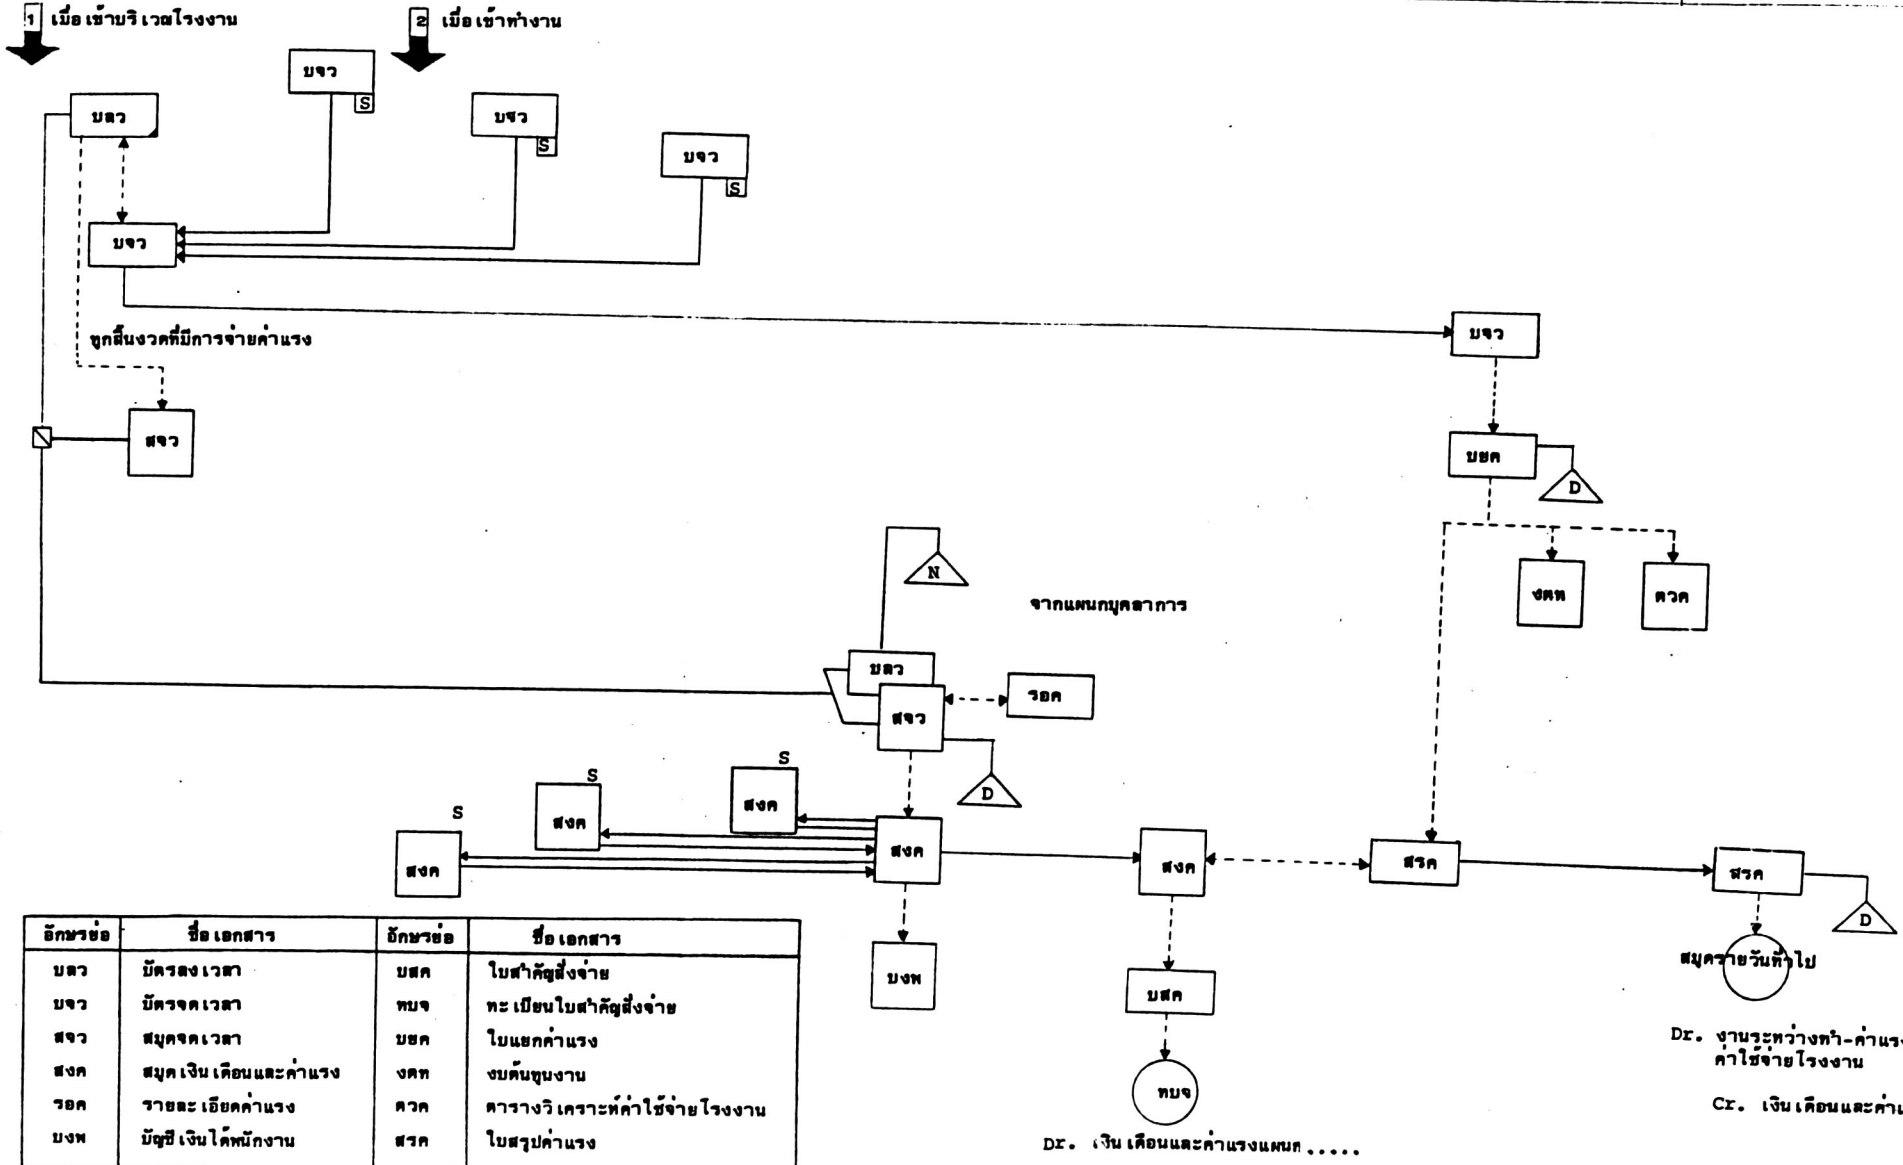 1 เมื่อเข้าบริเวณโรงงาน
2 เมื่อเข้าทำงาน
บจว
S
บลว
บจว
S
บจว
S
บจว
บจว
ทุกสิ้นงวดที่มีการจ่ายค่าแรง
สจว
บยค
D
N
งตท
ตวค
จากแผนกบุคลาการ
บลว
รอค
สจว
D
S
สงค
S
สงค
S
สงค
สงค
สงค
สรค
สรค
D
บงพ
บสค
สมุดรายวันทั่วไป
ทบจ
Dr. งานระหว่างทำ-ค่าแรง
ค่าใช้จ่ายโรงงาน
Cr. เงินเดือนและ
Dr. เงินเดือนและค่าแรงแผนก.....
อักษรย่อ ชื่อเอกสาร อักษรย่อ ชื่อเอกสาร
บลว บัตรลงเวลา บสค ใบสำคัญสั่งจ่าย
บจว บัตรจดเวลา ทบจ ทะเบียนใบสำคัญสั่งจ่าย
สจว สมุดจดเวลา บยค ใบแยกค่าแรง
สงค สมุดเงินเดือนและค่าแรง งตท งบต้นทุนงาน
รอค รายละเอียดค่าแรง ตวค ตารางวิเคราะห์ค่าใช้จ่ายโรงงาน
บงพ บัญชีเงินได้พนักงาน สรค ใบสรุปค่าแรง